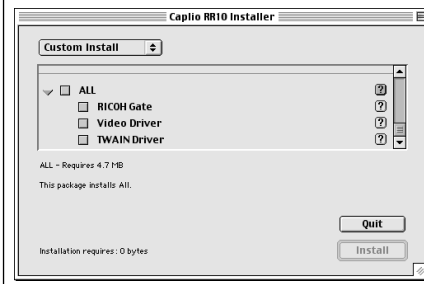 Caplio RR10 Installer
Custom Install
ALL ?
RICOH Gate ?
Video Driver ?
TWAIN Driver ?
ALL - Requires 4.7 MB
This package installs All.
Quit
Installation requires: 0 bytes Install